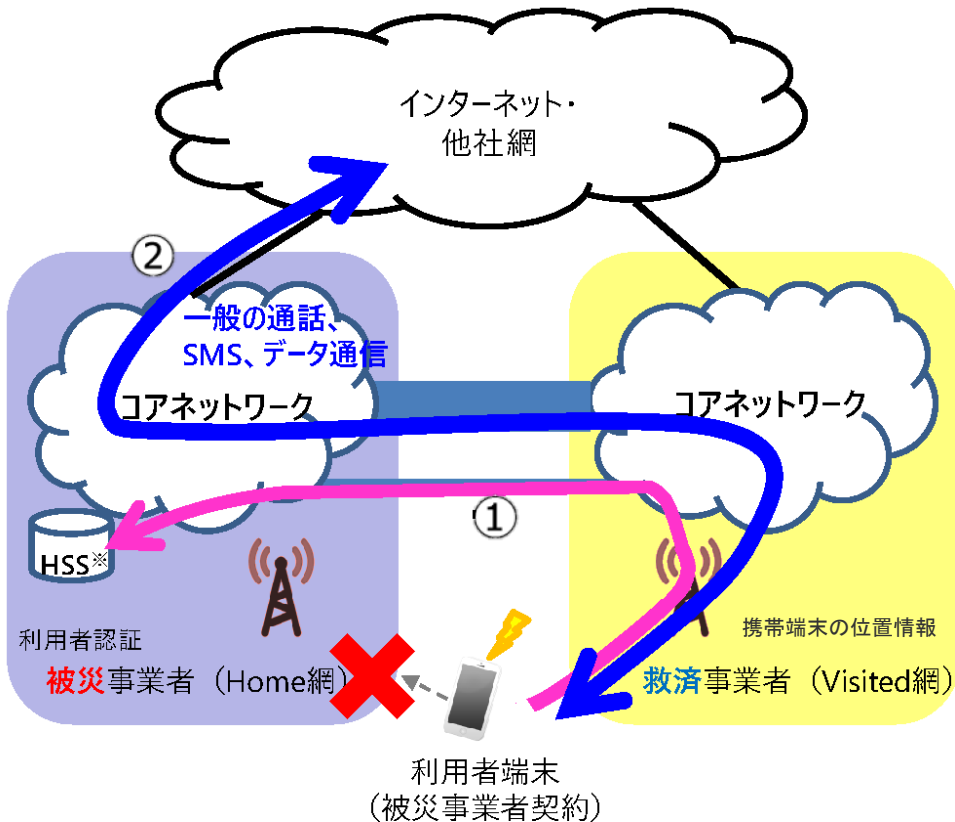 インターネット・
他社網
②
一般の通話、
SMS、データ通信
コアネットワーク
コアネットワーク
①
HSS※
利用者認証
携帯端末の位置情報
被災事業者（Home網）
救済事業者（Visited網）
利用者端末
（被災事業者契約）